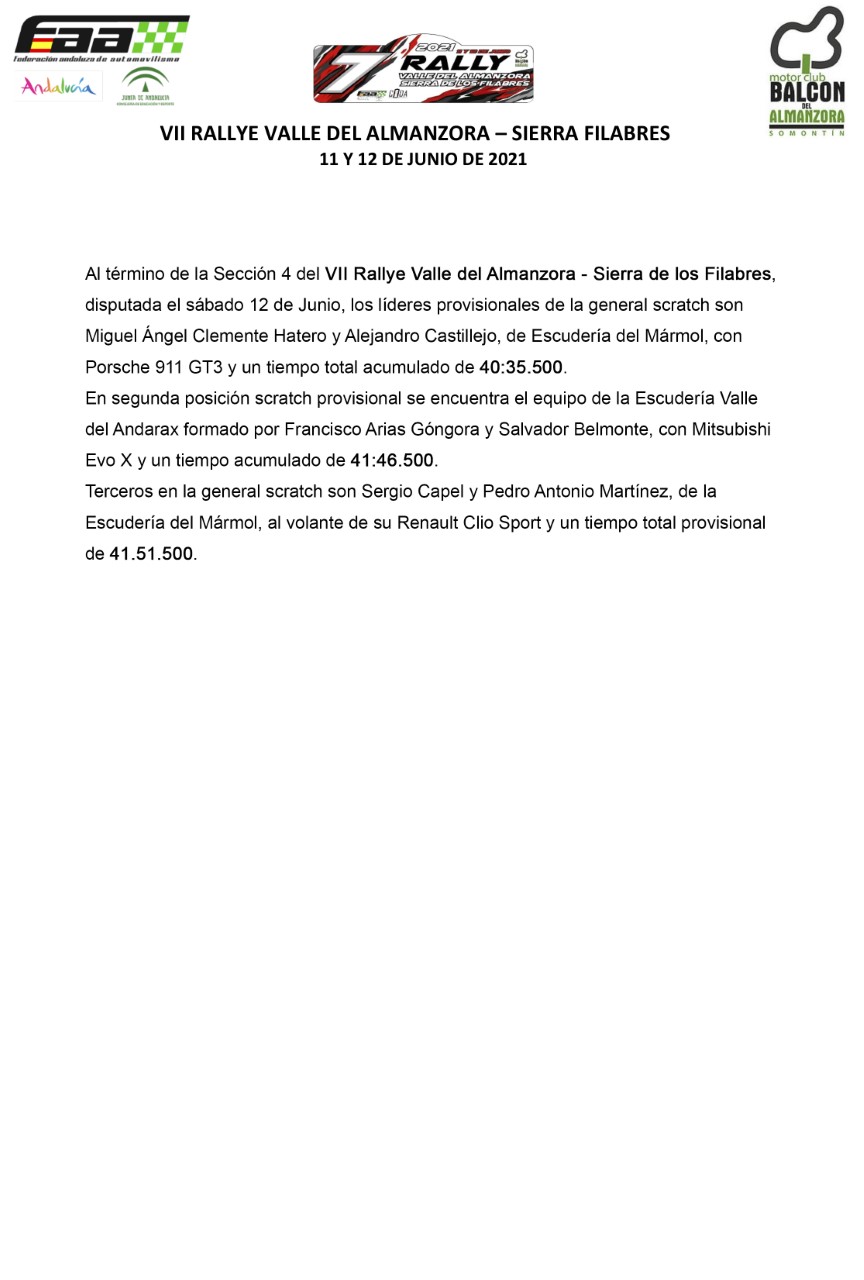 faa
Federación andaluza de automovilismo
Andalucía
JUNTA DE ANDALUCIA
2021
7 RALLY
VALLE DEL ALMANZORA
SIERRA DE LOS FILABRES
faa
motor club
BALCON
DEL
ALMANZORA
SOMONTÍN
VII RALLYE VALLE DEL ALMANZORA – SIERRA FILABRES
11 Y 12 DE JUNIO DE 2021
Al término de la Sección 4 del VII Rallye Valle del Almanzora - Sierra de los Filabres,
disputada el sábado 12 de Junio, los líderes provisionales de la general scratch son
Miguel Ángel Clemente Hatero y Alejandro Castillejo, de Escudería del Mármol, con
Porsche 911 GT3 y un tiempo total acumulado de 40:35.500.
En segunda posición scratch provisional se encuentra el equipo de la Escudería Valle
del Andarax formado por Francisco Arias Góngora y Salvador Belmonte, con Mitsubishi
Evo X y un tiempo acumulado de 41:46.500.
Terceros en la general scratch son Sergio Capel y Pedro Antonio Martínez, de la
Escudería del Mármol, al volante de su Renault Clio Sport y un tiempo total provisional
de 41.51.500.